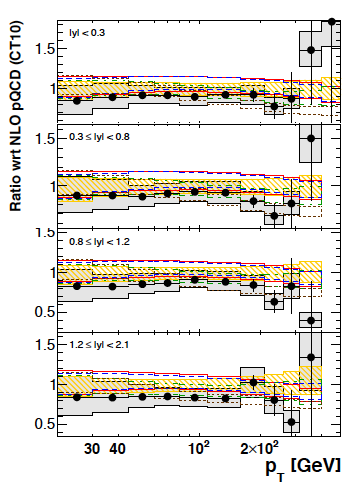 Ratio wrt NLO pQCD (CT10)
|y| < 0.3
1.5
1
0.3 ≤ |y| < 0.8
1.5
1
0.8 ≤ |y| < 1.2
1.5
1
0.5
1.2 ≤ |y| < 2.1
1.5
1
0.5
30 40 10² 2×10²
p_T [GeV]